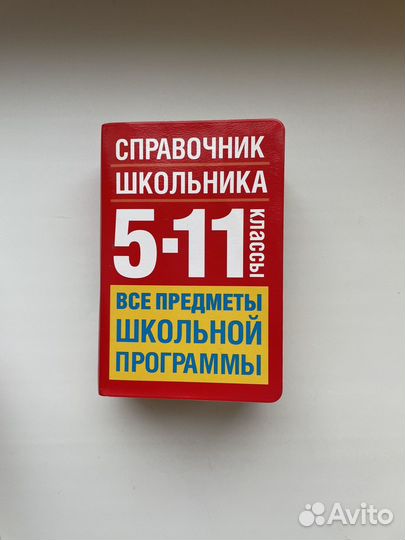 СПРАВОЧНИК
ШКОЛЬНИКА
5-11
КЛАССЫ
ВСЕ ПРЕДМЕТЫ
ШКОЛЬНОЙ
ПРОГРАММЫ
Avito